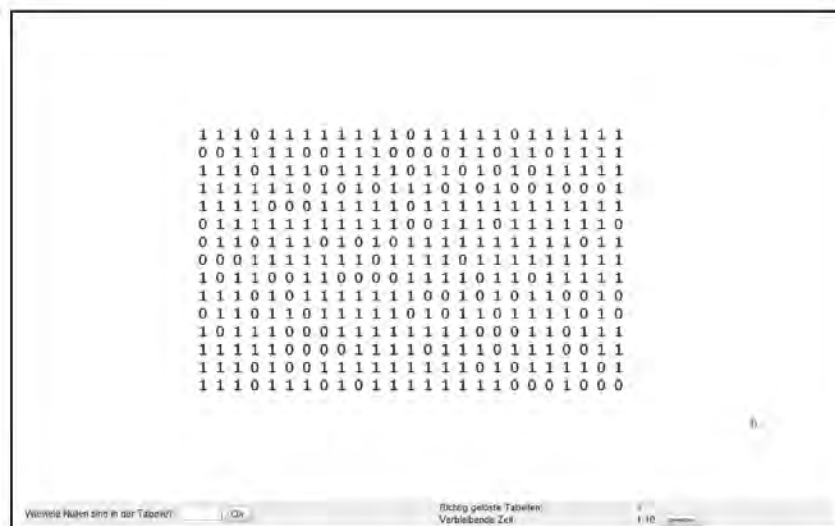 1 1 1 0 1 1 1 1 1 1 1 1 0 1 1 1 1 1 0 1 1 1 1 1 1
0 0 1 1 1 1 0 0 1 1 1 0 0 0 0 1 1 0 1 1 0 1 1 1 1
1 1 1 0 1 1 1 0 1 1 1 1 0 1 1 0 1 0 1 0 1 1 1 1 1
1 1 1 1 1 1 0 1 0 1 0 1 1 1 0 1 0 1 0 0 1 0 0 0 1
1 1 1 1 0 0 0 1 1 1 1 1 0 1 1 1 1 1 1 1 1 1 1 1 1
0 1 1 1 1 1 1 1 1 1 1 1 0 0 1 1 1 0 1 1 1 1 1 1 0
0 1 1 0 1 1 1 0 1 0 1 0 1 1 1 1 1 1 1 1 1 1 0 1 1
0 0 0 1 1 1 1 1 1 1 0 1 1 1 1 0 1 1 1 1 1 1 1 1 1
1 0 1 1 0 0 1 1 0 0 0 0 1 1 1 1 0 1 1 0 1 1 1 1 1
1 1 1 0 1 0 1 1 1 1 1 1 1 0 0 1 0 1 0 1 1 0 0 1 0
0 1 1 0 1 1 0 1 1 1 1 1 0 1 0 1 1 0 1 1 1 1 0 1 0
1 0 1 1 1 0 0 0 1 1 1 1 1 1 1 1 1 0 0 0 1 1 0 1 1 1
1 1 1 1 1 0 0 0 0 1 1 1 1 0 1 1 1 0 1 1 1 0 0 1 1
1 1 1 0 1 0 0 1 1 1 1 1 1 1 1 1 0 1 0 1 1 1 1 0 1
1 1 1 0 1 1 1 0 1 0 1 1 1 1 1 1 1 1 0 0 0 1 0 0 0
Wieviele Nullen sind in der Tabelle? OK
Richtig gelöste Tabellen:
Verbleibende Zeit 1:10